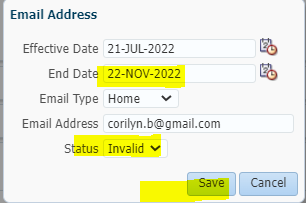 Email Address
Effective Date 21-JUL-2022
End Date 22-NOV-2022
Email Type Home
Email Address corilyn.b@gmail.com
Status Invalid
Save Cancel